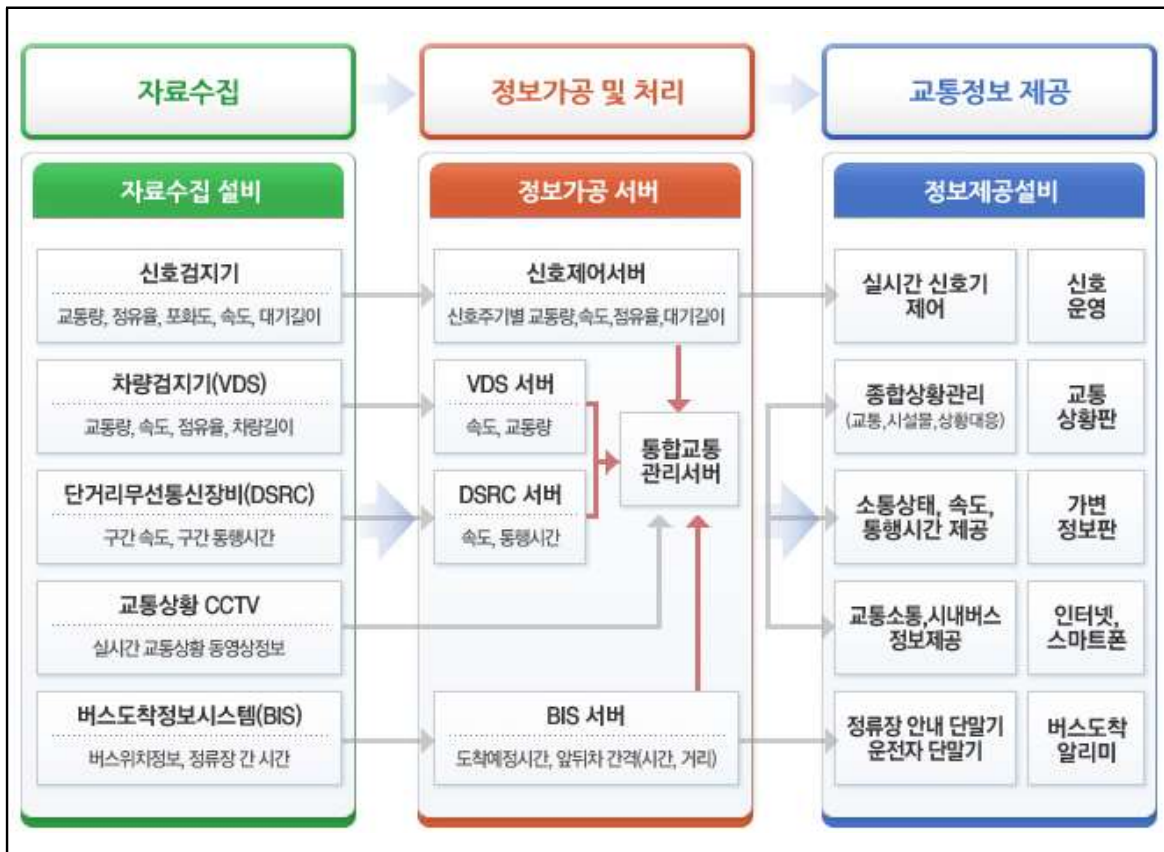 자료수집
정보가공 및 처리
교통정보 제공
자료수집 설비
신호검지기
교통량, 점유율, 포화도, 속도, 대기길이
차량검지기(VDS)
교통량, 속도, 점유율, 차량길이
단거리무선통신장비(DSRC)
구간 속도, 구간 통행시간
교통상황 CCTV
실시간 교통상황 동영상정보
버스도착정보시스템(BIS)
버스위치정보, 정류장 간 시간
정보가공 서버
신호제어서버
신호주기별 교통량,속도,점유율,대기길이
VDS 서버
속도, 교통량
DSRC 서버
속도, 통행시간
통합교통
관리서버
BIS 서버
도착예정시간, 앞뒤차 간격(시간, 거리)
정보제공설비
실시간 신호기
제어
신호
운영
종합상황관리
(교통,시설물,상황대응)
교통
상황판
소통상태, 속도,
통행시간 제공
가변
정보판
교통소통,시내버스
정보제공
인터넷,
스마트폰
정류장 안내 단말기
운전자 단말기
버스도착
알리미